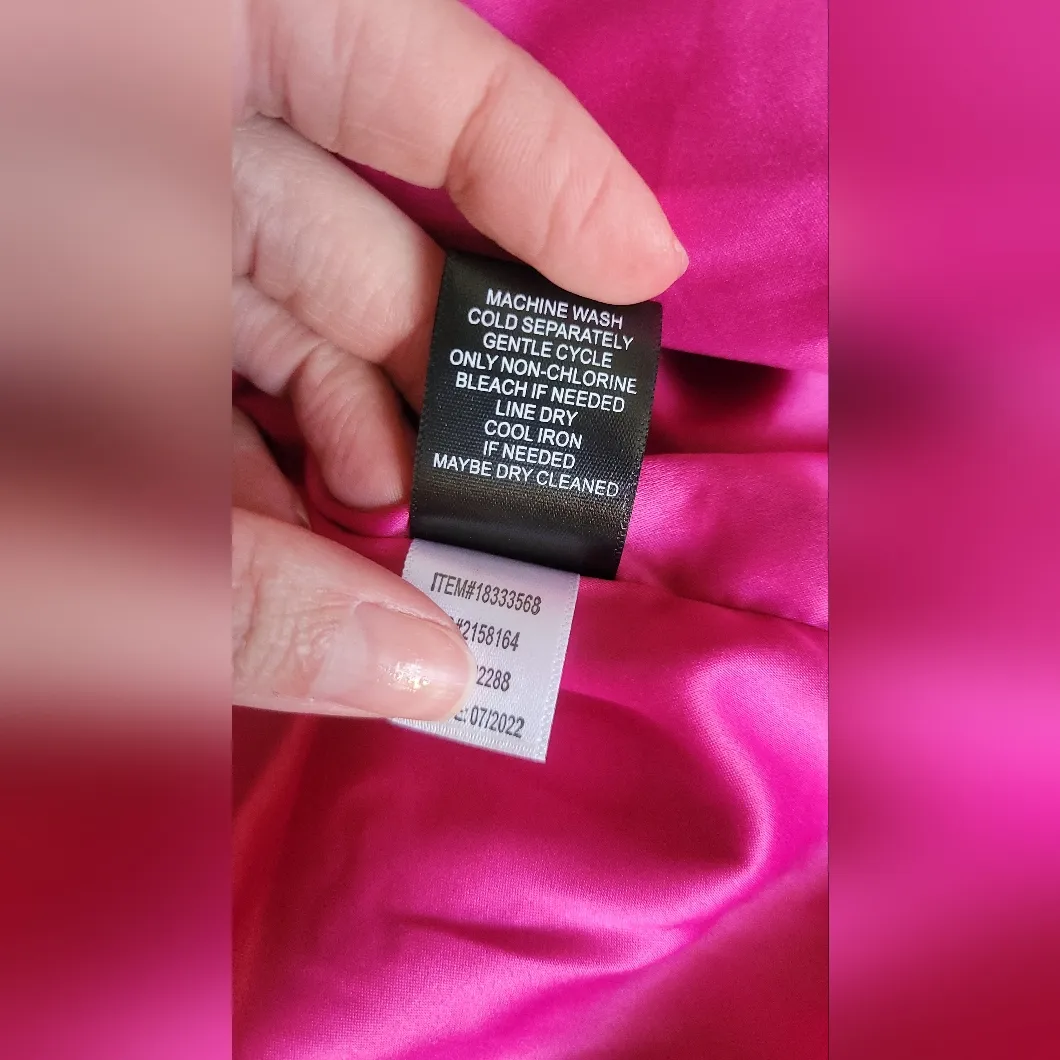 MACHINE WASH
COLD SEPARATELY
GENTLE CYCLE
ONLY NON-CHLORINE
BLEACH IF NEEDED
LINE DRY
COOL IRON
IF NEEDED
MAYBE DRY CLEANED
ITEM#18333568
#2158164
2288
: 07/2022